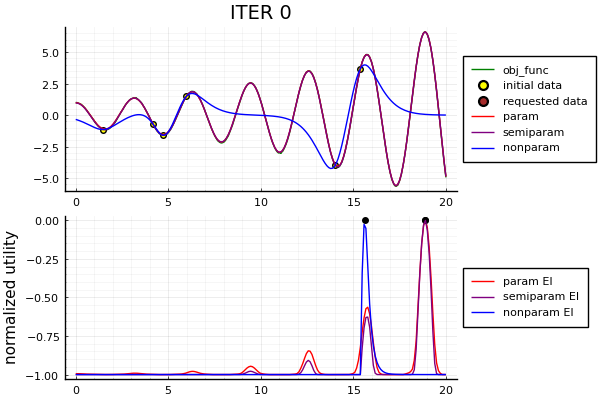 ITER 0
5.0
2.5
0.0
−2.5
−5.0
0 5 10 15 20
obj_func
initial data
requested data
param
semiparam
nonparam
normalized utility
0.00
−0.25
−0.50
−0.75
−1.00
0 5 10 15 20
param EI
semiparam EI
nonparam EI